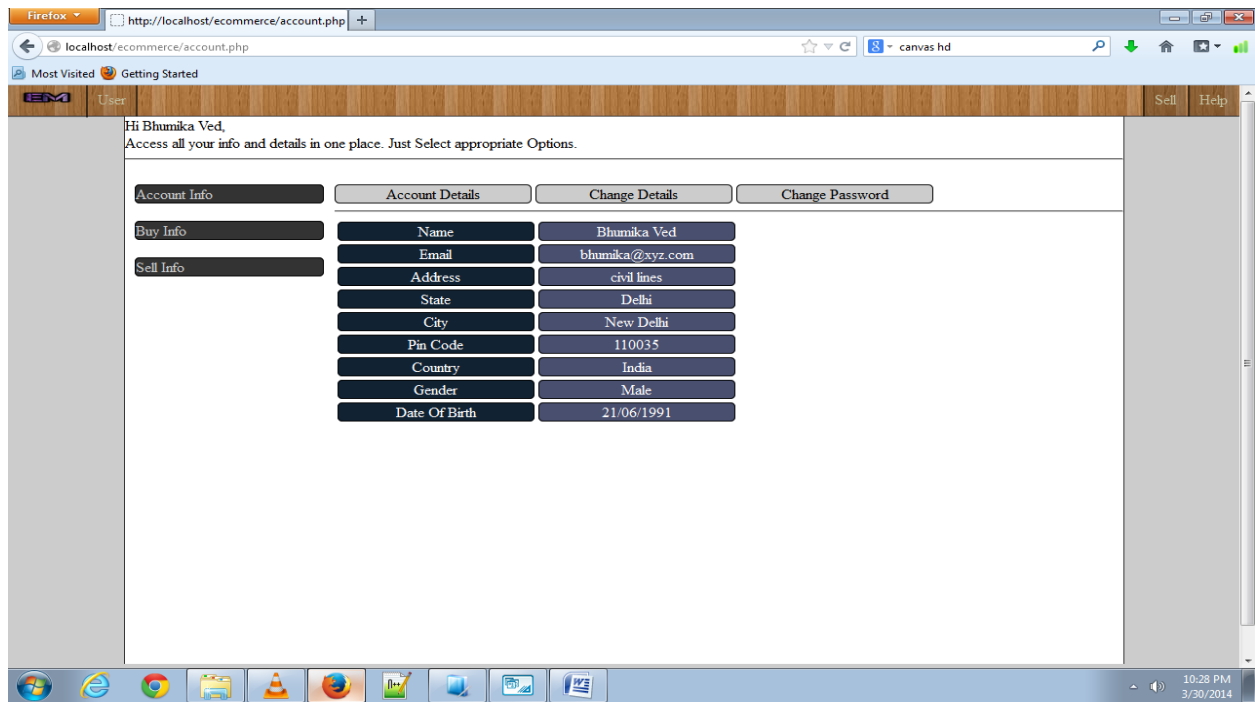 Firefox
http://localhost/ecommerce/account.php
localhost/ecommerce/account.php
8 canvas hd
Most Visited Getting Started
EM User Sell Help
Hi Bhumika Ved,
Access all your info and details in one place. Just Select appropriate Options.
Account Info Account Details Change Details Change Password
Buy Info
Sell Info
Name Bhumika Ved
Email bhumika@xyz.com
Address civil lines
State Delhi
City New Delhi
Pin Code 110035
Country India
Gender Male
Date Of Birth 21/06/1991
10:28 PM
3/30/2014